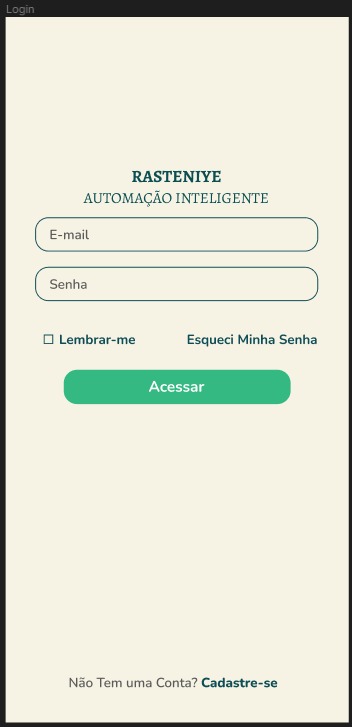 Login
RASTENIYE
AUTOMAÇÃO INTELIGENTE
E-mail
Senha
Lembrar-me
Esqueci Minha Senha
Acessar
Não Tem uma Conta? Cadastre-se